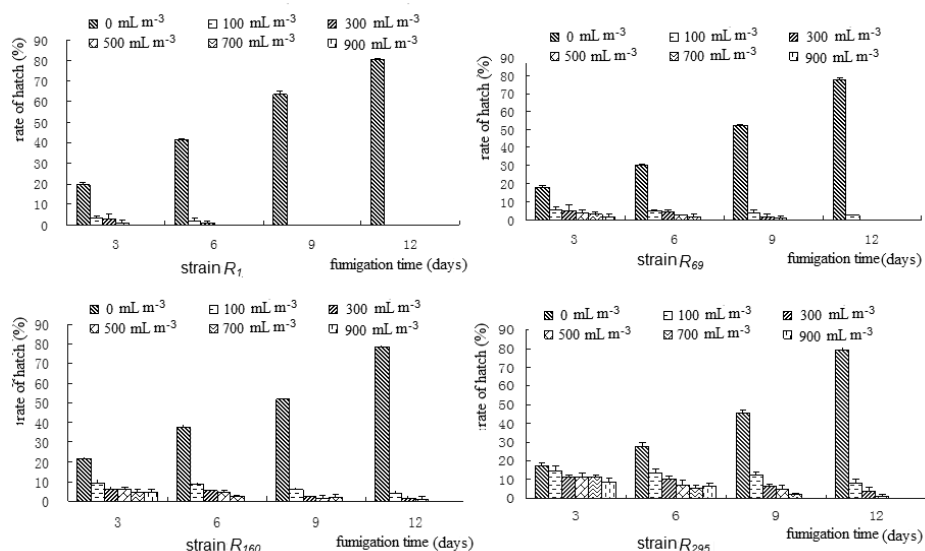 0 mL m-3 100 mL m-3 300 mL m-3
500 mL m-3 700 mL m-3 900 mL m-3
rate of hatch (%)
90
80
70
60
50
40
30
20
10
0
3 6 9 12
strain R1 fumigation time (days)
0 mL m-3 100 mL m-3 300 mL m-3
500 mL m-3 700 mL m-3 900 mL m-3
rate of hatch (%)
90
80
70
60
50
40
30
20
10
0
3 6 9 12
strain R69 fumigation time (days)
0 mL m-3 100 mL m-3 300 mL m-3
500 mL m-3 700 mL m-3 900 mL m-3
rate of hatch (%)
90
80
70
60
50
40
30
20
10
0
3 6 9 12
strain R160 fumigation time (days)
0 mL m-3 100 mL m-3 300 mL m-3
500 mL m-3 700 mL m-3 900 mL m-3
rate of hatch (%)
90
80
70
60
50
40
30
20
10
0
3 6 9 12
strain R295 fumigation time (days)